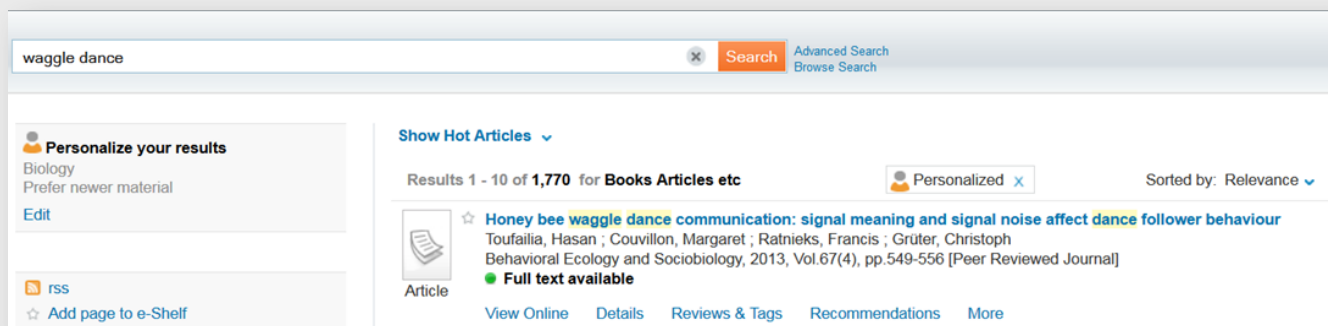 waggle dance
Search
Advanced Search
Browse Search
Personalize your results
Biology
Prefer newer material
Edit
rss
Add page to e-Shelf
Show Hot Articles
Results 1 - 10 of 1,770 for Books Articles etc
Personalized x
Sorted by: Relevance
Honey bee waggle dance communication: signal meaning and signal noise affect dance follower behaviour
Toufailia, Hasan ; Couvillon, Margaret ; Ratnieks, Francis ; Grüter, Christoph
Behavioral Ecology and Sociobiology, 2013, Vol.67(4), pp.549-556 [Peer Reviewed Journal]
Full text available
Article
View Online Details Reviews & Tags Recommendations More